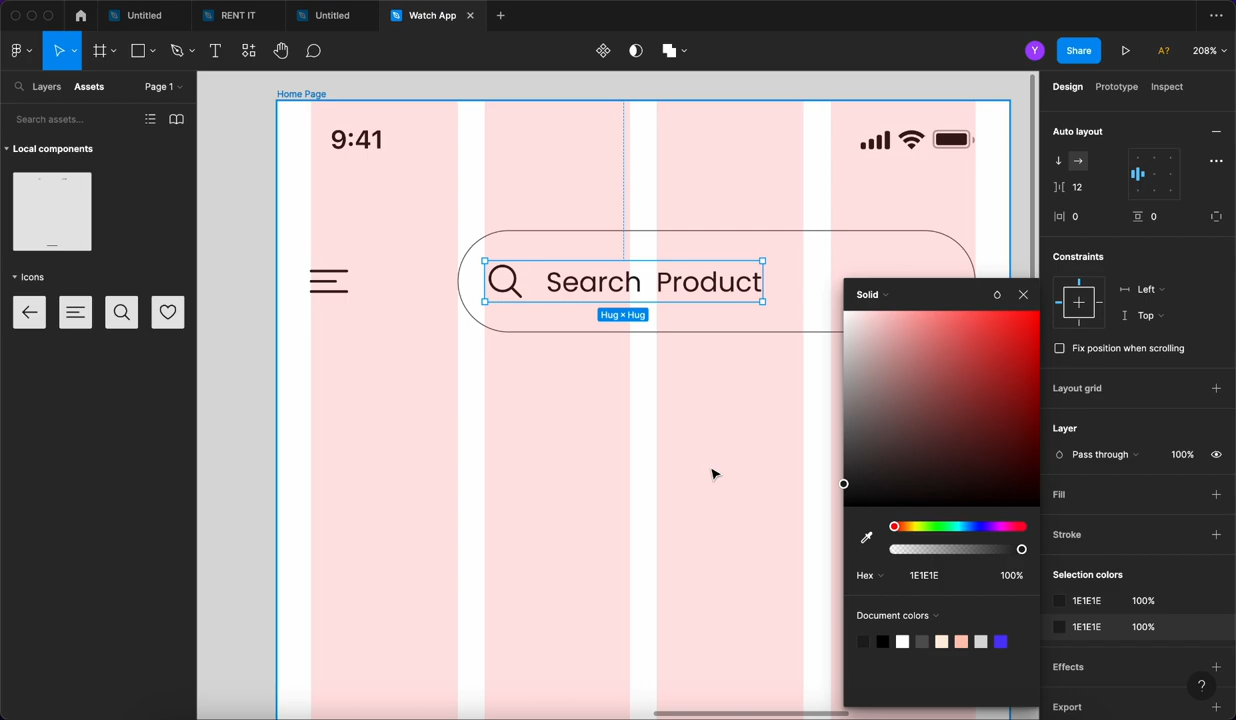 Untitled
RENT IT
Untitled
Watch App
Share
Y
A?
208%
Layers
Assets
Page 1
Search assets...
Local components
Icons
Home Page
9:41
Search Product
Hug × Hug
Solid
Hex
1E1E1E
100%
Document colors
Design
Prototype
Inspect
Auto layout
12
0
0
Constraints
Left
Top
Fix position when scrolling
Layout grid
Layer
Pass through
100%
Fill
Stroke
Selection colors
1E1E1E
100%
1E1E1E
100%
Effects
?
Export